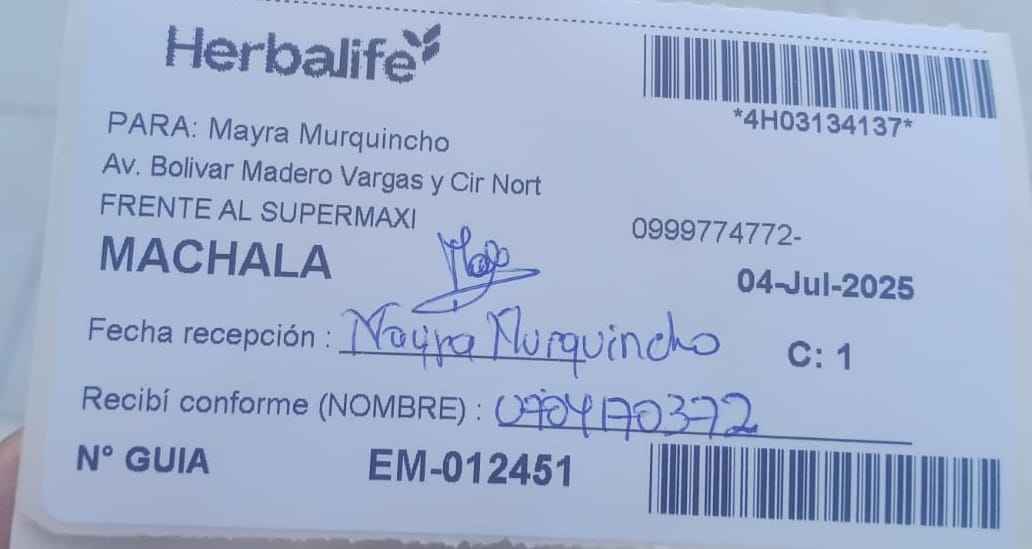 Herbalife
*4H03134137*
PARA: Mayra Murquincho
Av. Bolivar Madero Vargas y Cir Nort
FRENTE AL SUPERMAXI
0999774772-
MACHALA
04-Jul-2025
Fecha recepción : Mayra Murquincho
C: 1
Recibí conforme (NOMBRE) : 0704170372
N° GUIA EM-012451